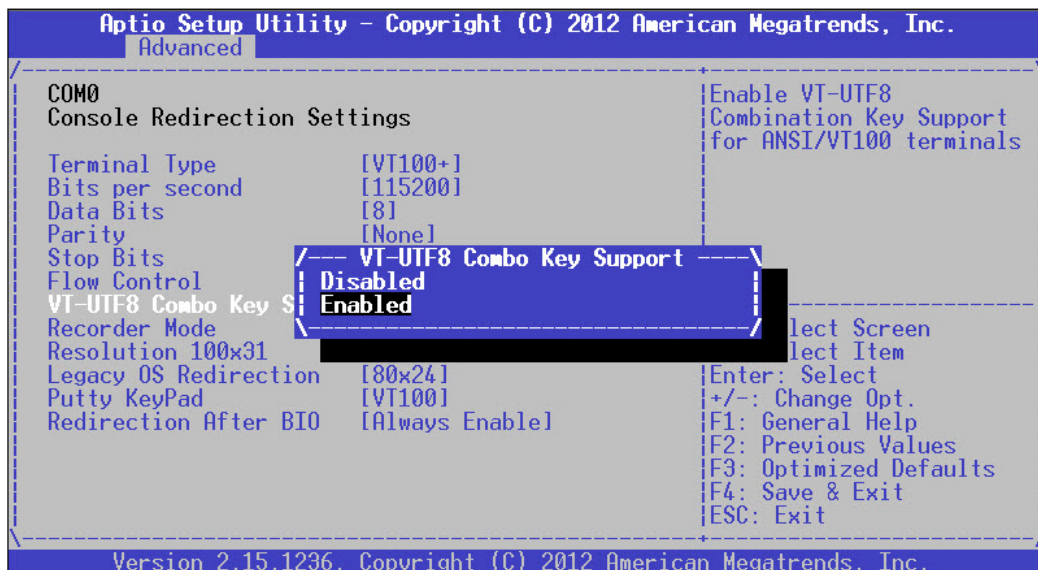 Aptio Setup Utility – Copyright (C) 2012 American Megatrends, Inc.
Advanced
COM0
Console Redirection Settings
Terminal Type [VT100+]
Bits per second [115200]
Data Bits [8]
Parity [None]
Stop Bits
Flow Control
VT-UTF8 Combo Key S
Recorder Mode
Resolution 100x31
Legacy OS Redirection [80x24]
Putty KeyPad [VT100]
Redirection After BIO [Always Enable]
VT-UTF8 Combo Key Support
Disabled
Enabled
Enable VT-UTF8
Combination Key Support
for ANSI/VT100 terminals
lect Screen
lect Item
Enter: Select
+/-: Change Opt.
F1: General Help
F2: Previous Values
F3: Optimized Defaults
F4: Save & Exit
ESC: Exit
Version 2.15.1236. Copyright (C) 2012 American Megatrends, Inc.